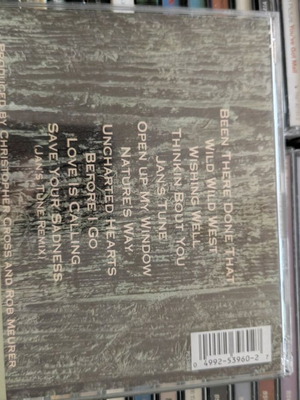 Been There Done That
Wild Wild West
Wishing Well
Thinkin Bout You
Jan's Tune
Open Up My Window
Nature's Way
Uncharted Hearts
Before I Go
Love Is Calling
Save Your Sadness
(Jan's Tune Remix)
Produced by Christopher Cross and Rob Meurer
0 4992-53960-2 7